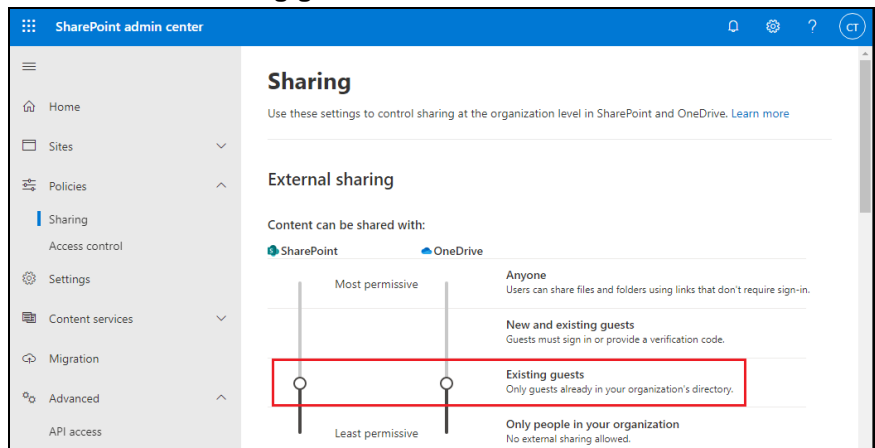 SharePoint admin center
CT
Home
Sites
Policies
Sharing
Access control
Settings
Content services
Migration
Advanced
API access
Sharing
Use these settings to control sharing at the organization level in SharePoint and OneDrive. Learn more
External sharing
Content can be shared with:
SharePoint OneDrive
Most permissive
Anyone
Users can share files and folders using links that don't require sign-in.
New and existing guests
Guests must sign in or provide a verification code.
Existing guests
Only guests already in your organization's directory.
Least permissive
Only people in your organization
No external sharing allowed.